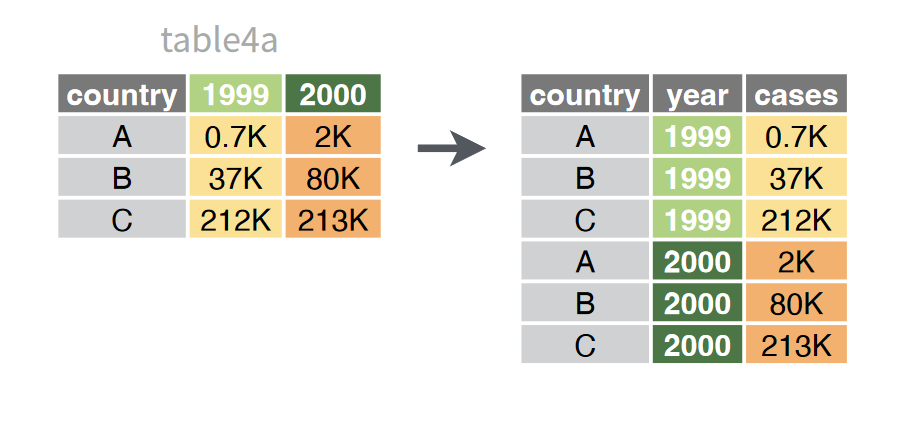 table4a
country 1999 2000
A 0.7K 2K
B 37K 80K
C 212K 213K
country year cases
A 1999 0.7K
B 1999 37K
C 1999 212K
A 2000 2K
B 2000 80K
C 2000 213K